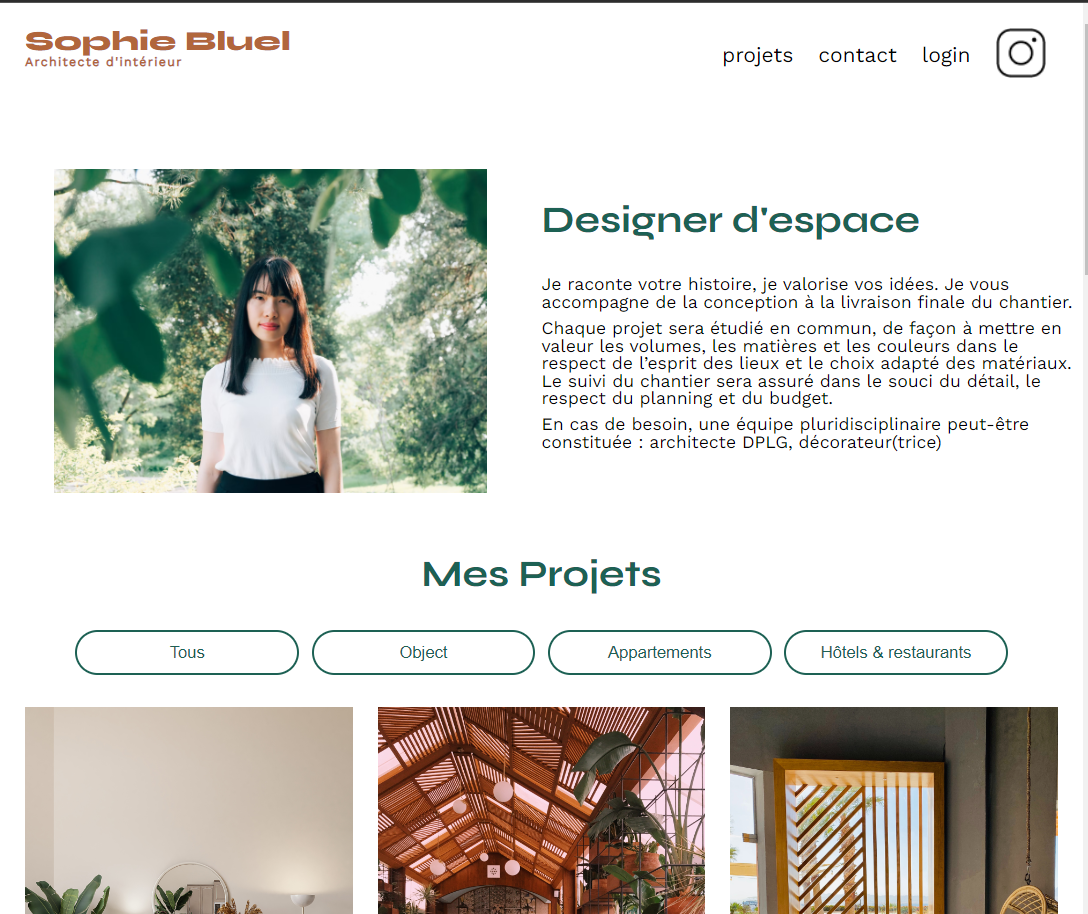 Sophie Bluel
Architecte d'intérieur
projets
contact
login
Designer d'espace
Je raconte votre histoire, je valorise vos idées. Je vous
accompagne de la conception à la livraison finale du chantier.
Chaque projet sera étudié en commun, de façon à mettre en
valeur les volumes, les matières et les couleurs dans le
respect de l’esprit des lieux et le choix adapté des matériaux.
Le suivi du chantier sera assuré dans le souci du détail, le
respect du planning et du budget.
En cas de besoin, une équipe pluridisciplinaire peut-être
constituée : architecte DPLG, décorateur(trice)
Mes Projets
Tous
Object
Appartements
Hôtels & restaurants